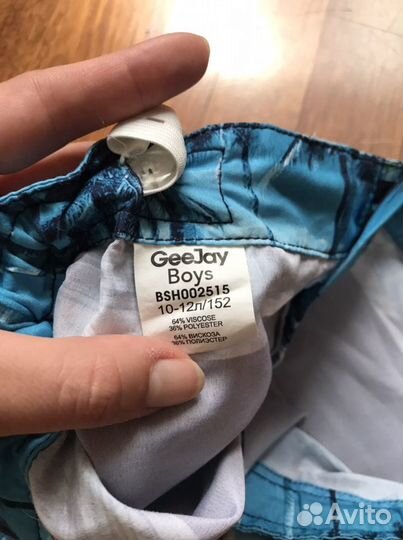 GeeJay
Boys
BSH002515
10-12л/152
64% VISCOSE
36% POLYESTER
64% ВИСКОЗА
36% ПОЛИЭСТЕР
Avito